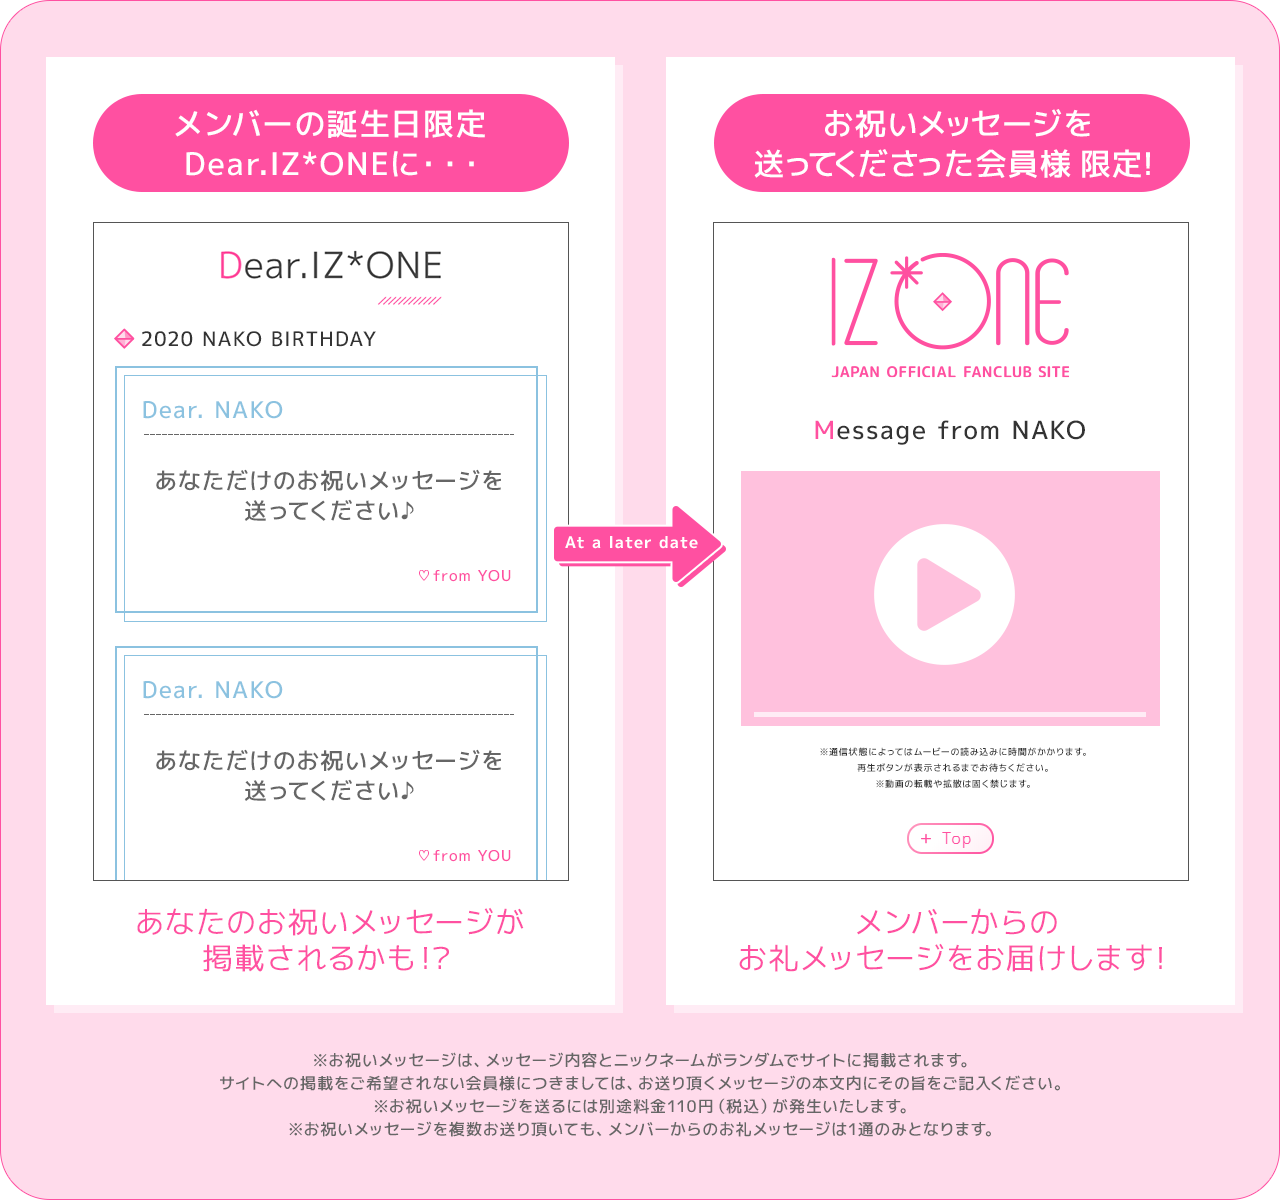 メンバーの誕生日限定
Dear.IZ*ONEに・・・
Dear.IZ*ONE
2020 NAKO BIRTHDAY
Dear. NAKO
あなただけのお祝いメッセージを
送ってください♪
♡from YOU
Dear. NAKO
あなただけのお祝いメッセージを
送ってください♪
♡from YOU
あなたのお祝いメッセージが
掲載されるかも!?
At a later date
お祝いメッセージを
送ってくださった会員様 限定!
IZ*ONE
JAPAN OFFICIAL FANCLUB SITE
Message from NAKO
※通信状態によってはムービーの読み込みに時間がかかります。
再生ボタンが表示されるまでお待ちください。
※動画の転載や拡散は固く禁じます。
+ Top
メンバーからの
お礼メッセージをお届けします!
※お祝いメッセージは、メッセージ内容とニックネームがランダムでサイトに掲載されます。
サイトへの掲載をご希望されない会員様につきましては、お送り頂くメッセージの本文内にその旨をご記入ください。
※お祝いメッセージを送るには別途料金110円（税込）が発生いたします。
※お祝いメッセージを複数お送り頂いても、メンバーからのお礼メッセージは1通のみとなります。